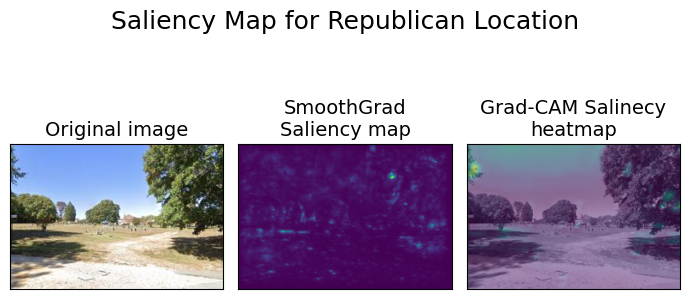 Saliency Map for Republican Location
Original image
SmoothGrad
Saliency map
Grad-CAM Salinecy
heatmap